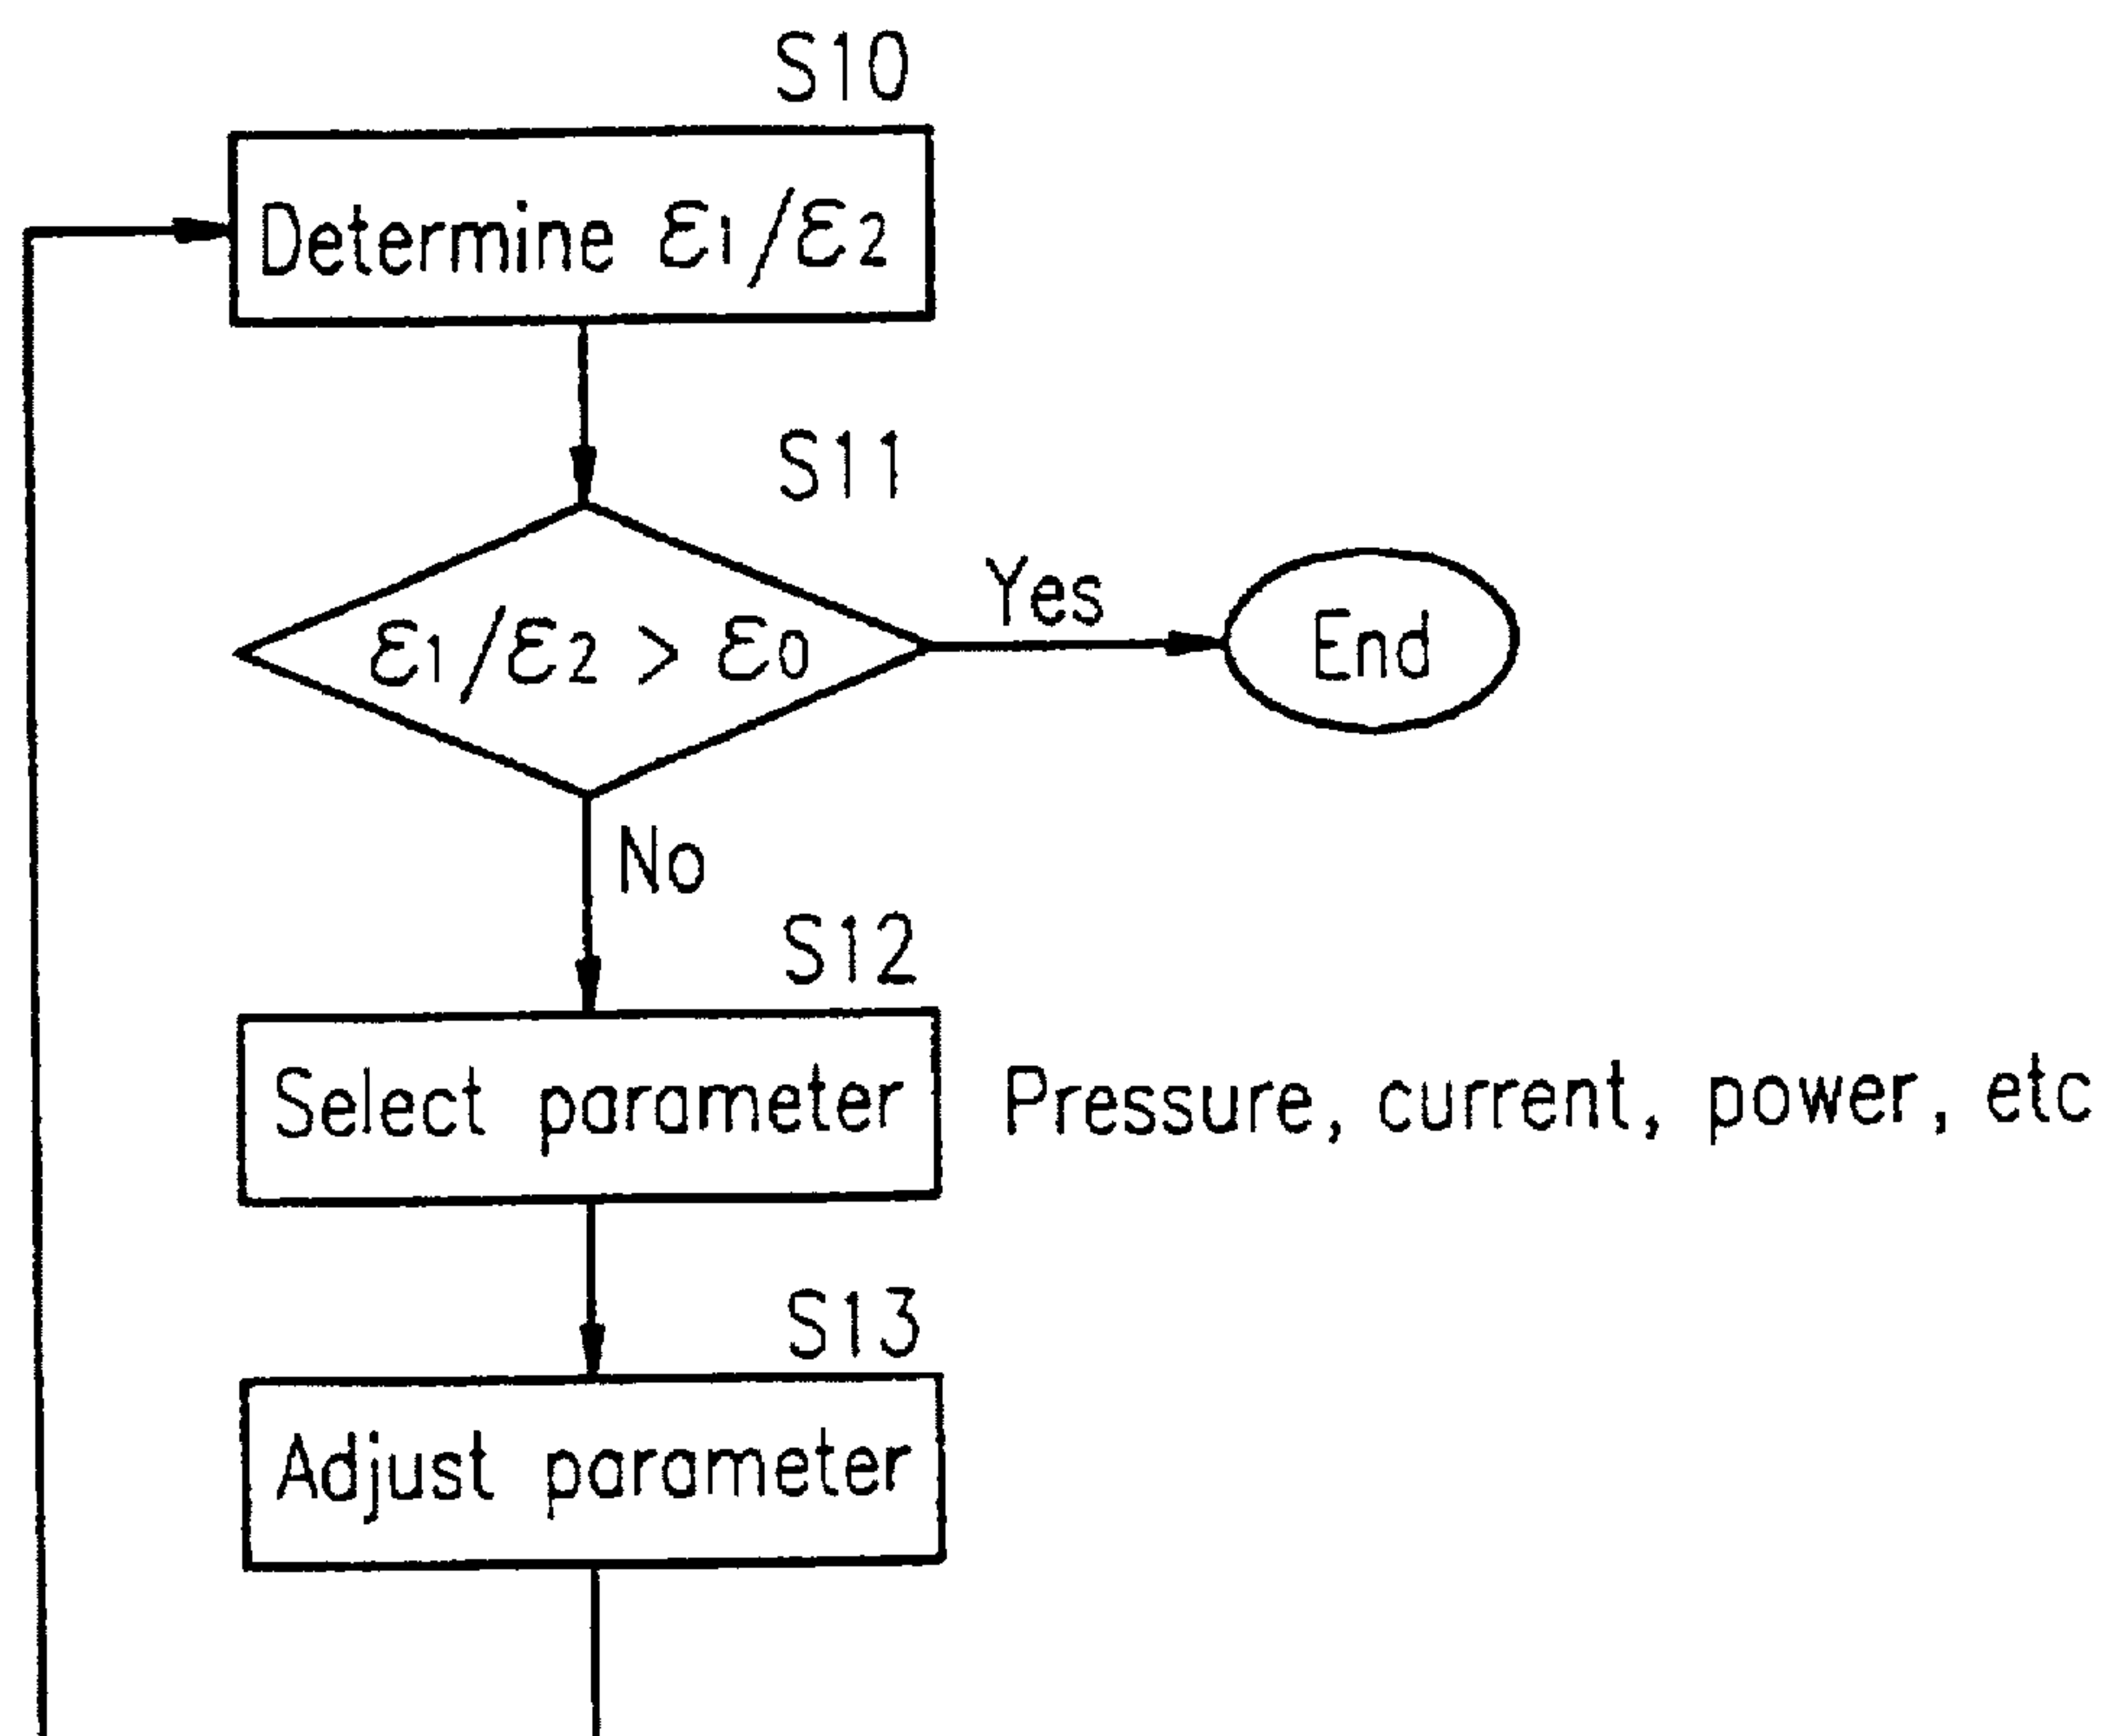 S10
Determine ε1/ε2
S11
ε1/ε2 > ε0
Yes
End
No
S12
Select parameter
Pressure, current, power, etc
S13
Adjust parameter